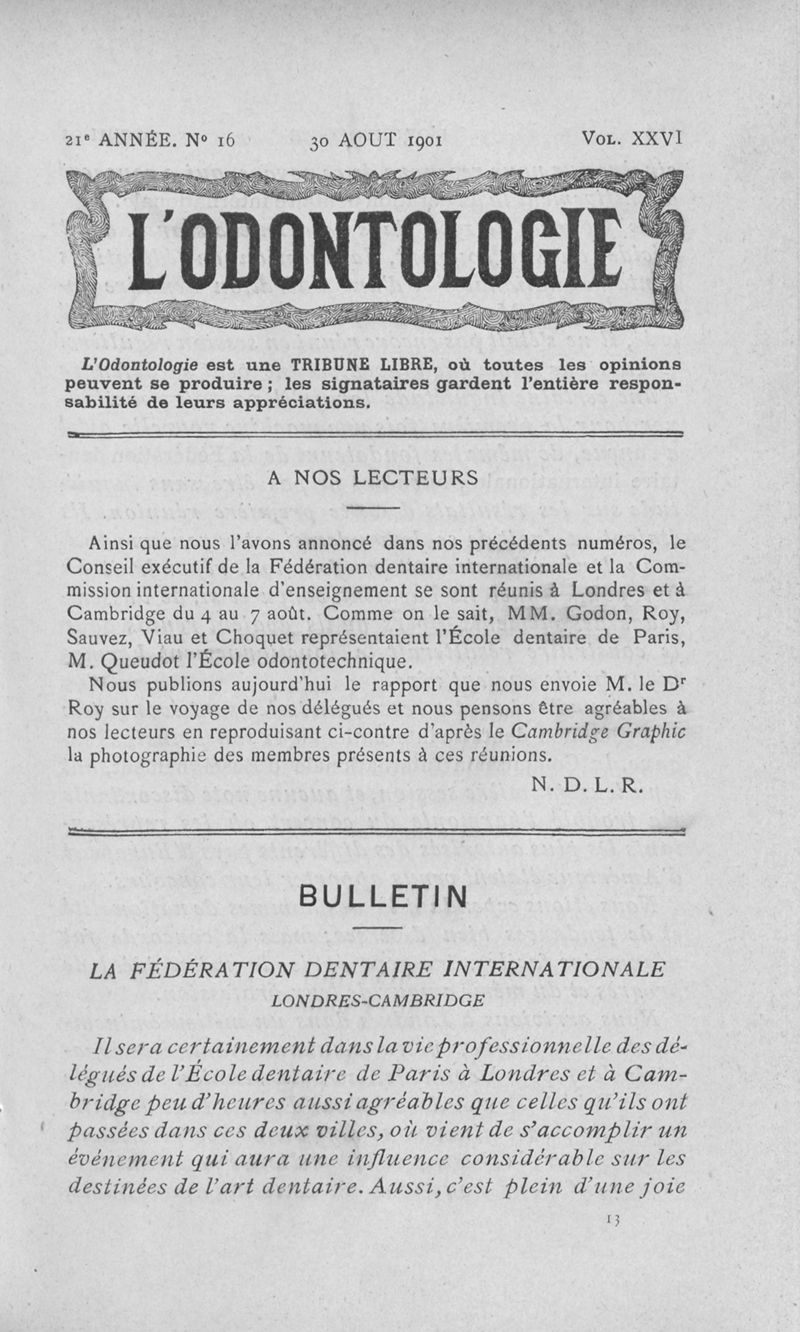 21e ANNÉE. No 16 30 AOUT 1901 VOL. XXVI
L'ODONTOLOGIE
L'Odontologie est une TRIBUNE LIBRE, où toutes les opinions
peuvent se produire ; les signataires gardent l'entière respon-
sabilité de leurs appréciations.
A NOS LECTEURS
Ainsi que nous l'avons annoncé dans nos précédents numéros, le
Conseil exécutif de la Fédération dentaire internationale et la Com-
mission internationale d'enseignement se sont réunis à Londres et à
Cambridge du 4 au 7 août. Comme on le sait, MM. Godon, Roy,
Sauvez, Viau et Choquet représentaient l'École dentaire de Paris,
M. Queudot l'École odontotechnique.
Nous publions aujourd'hui le rapport que nous envoie M. le Dr
Roy sur le voyage de nos délégués et nous pensons être agréables à
nos lecteurs en reproduisant ci-contre d'après le Cambridge Graphic
la photographie des membres présents à ces réunions.
N. D. L. R.
BULLETIN
LA FÉDÉRATION DENTAIRE INTERNATIONALE
LONDRES-CAMBRIDGE
Il sera certainement dans la vie professionnelle des dé-
légués de l'École dentaire de Paris à Londres et à Cam-
bridge peu d'heures aussi agréables que celles qu'ils ont
passées dans ces deux villes, où vient de s'accomplir un
événement qui aura une influence considérable sur les
destinées de l'art dentaire. Aussi, c'est plein d'une joie
13